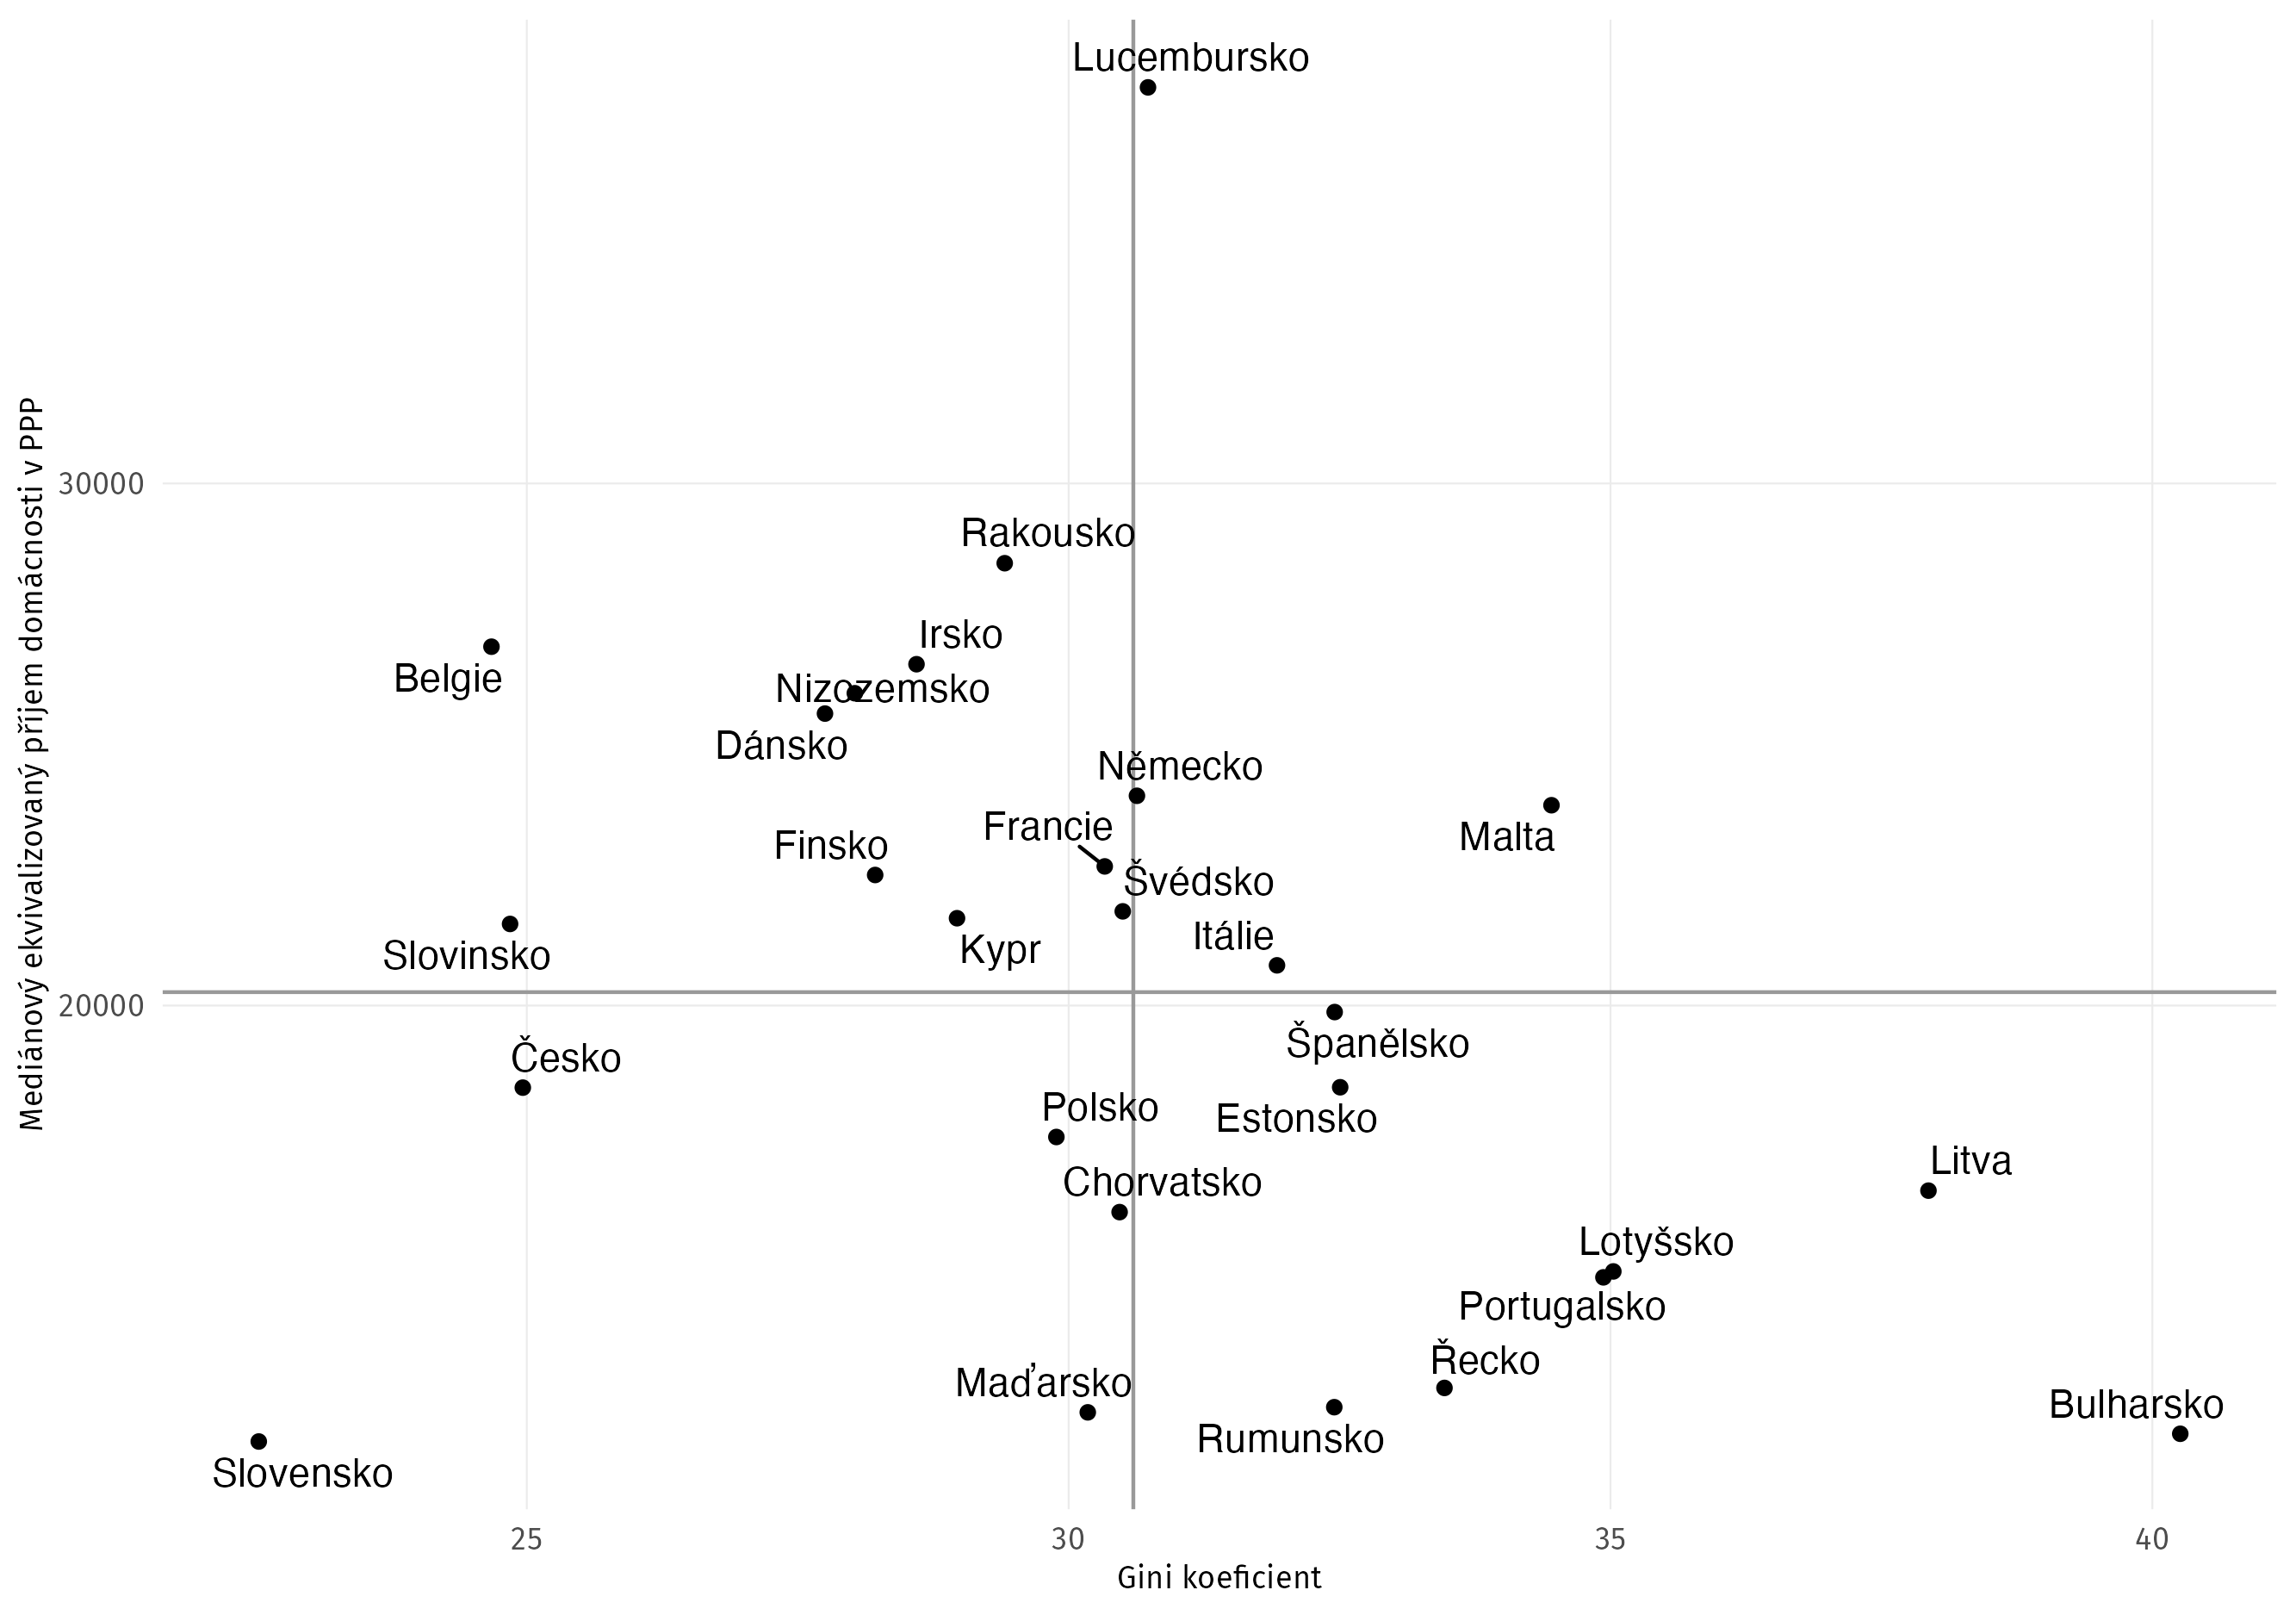 Lucembursko
Mediánový ekvivalizovaný příjem domácnosti v PPP
30000
Rakousko
Irsko
Belgie
Nizozemsko
Dánsko
Německo
Francie
Malta
Finsko
Švédsko
Itálie
Kypr
Slovinsko
20000
Španělsko
Česko
Polsko
Estonsko
Litva
Chorvatsko
Lotyšsko
Portugalsko
Řecko
Maďarsko
Bulharsko
Rumunsko
Slovensko
25
30
35
40
Gini koeficient